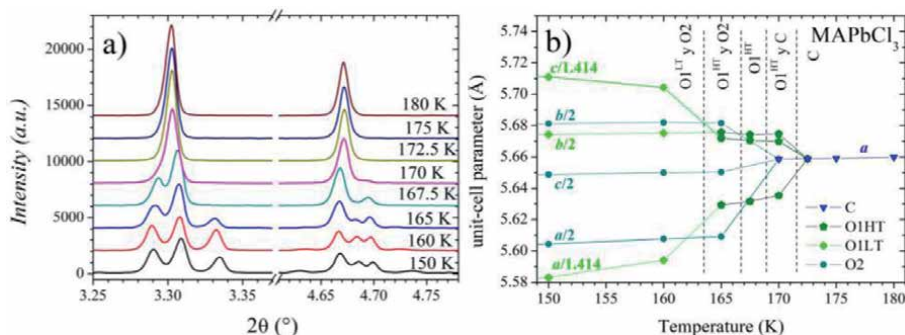 a)
Intensity (a.u.)
20000
15000
10000
5000
0
180 K
175 K
172.5 K
170 K
167.5 K
165 K
160 K
150 K
3.25 3.30 3.35 4.65 4.70 4.75
2θ (°)
b)
MAPbCl3
unit-cell parameter (Å)
5.74
5.72
5.70
5.68
5.66
5.64
5.62
5.60
5.58
O1LT y O2
O1HT y O2
O1HT
O1HT y C
C
c/1.414
b/2
b/2
c/2
a/2
a/1.414
a
C
O1HT
O1LT
O2
150 160 170 180
Temperature (K)